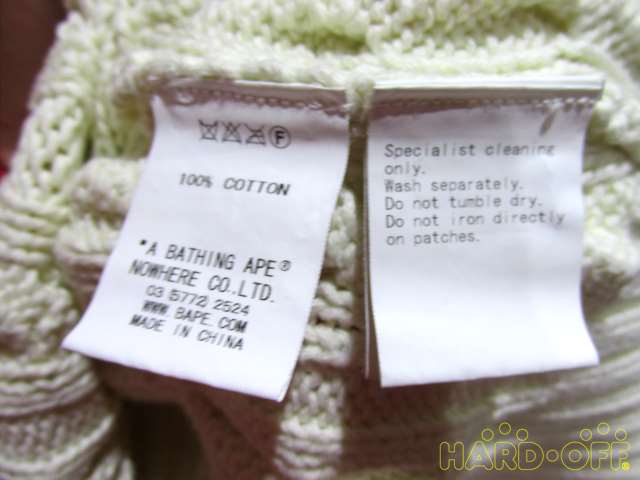 F
100% COTTON
*A BATHING APE®
NOWHERE CO.,LTD.
03 (5772) 2524
WWW.BAPE.COM
MADE IN CHINA
Specialist cleaning
only.
Wash separately.
Do not tumble dry.
Do not iron directly
on patches.
HARD·OFF